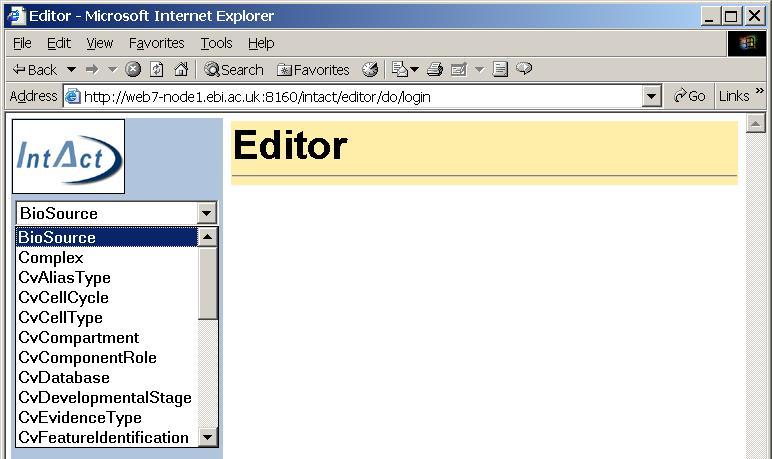 Editor - Microsoft Internet Explorer
File Edit View Favorites Tools Help
Back Search Favorites
Address http://web7-node1.ebi.ac.uk:8160/intact/editor/do/login Go Links »
IntAct
Editor
BioSource
BioSource
Complex
CvAliasType
CvCellCycle
CvCellType
CvCompartment
CvComponentRole
CvDatabase
CvDevelopmentalStage
CvEvidenceType
CvFeatureIdentification